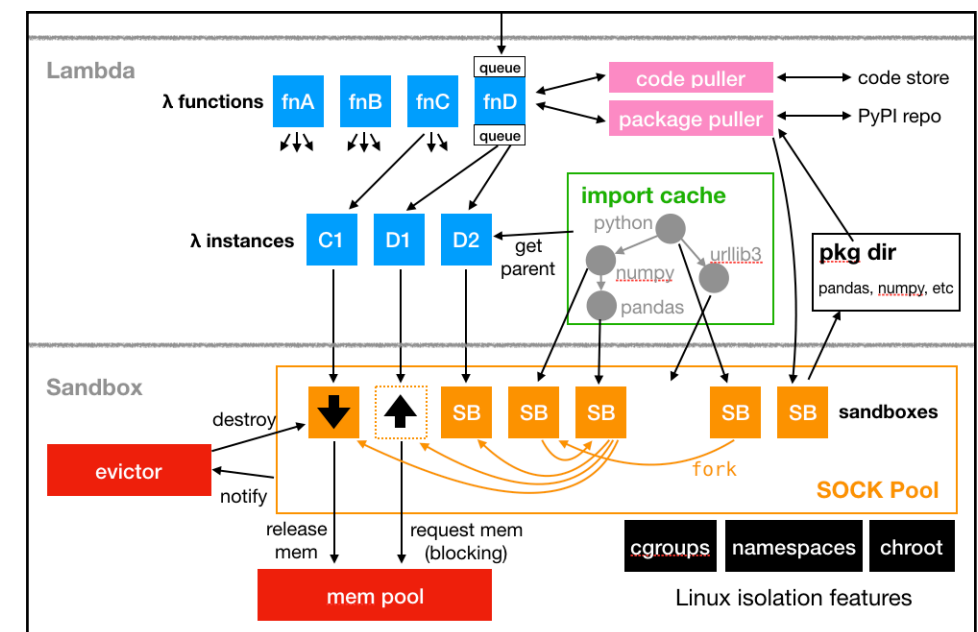 Lambda
queue
λ functions
fnA
fnB
fnC
fnD
queue
code puller
code store
package puller
PyPI repo
import cache
python
urllib3
numpy
pandas
pkg dir
pandas, numpy, etc
λ instances
C1
D1
D2
get
parent
Sandbox
SB
SB
SB
SB
SB
sandboxes
destroy
evictor
notify
fork
SOCK Pool
release
mem
request mem
(blocking)
mem pool
cgroups
namespaces
chroot
Linux isolation features